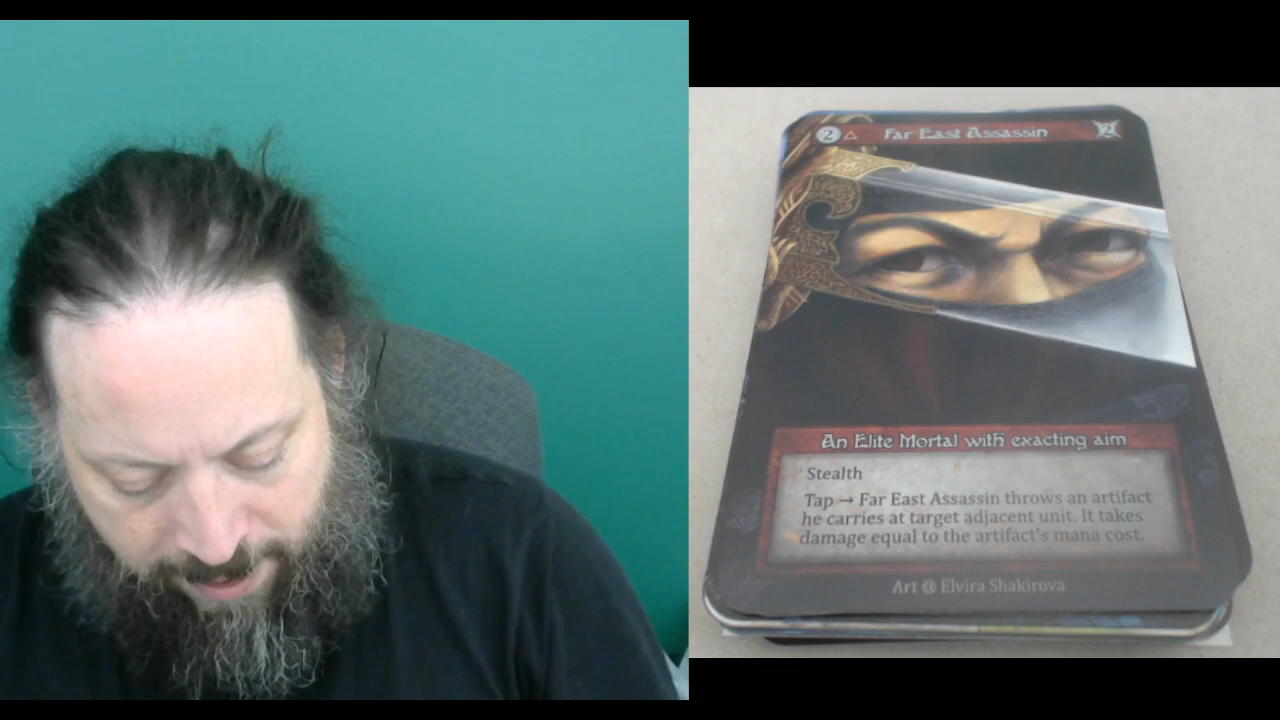 2 Far East Assassin 2
An Elite Mortal with exacting aim
Stealth
Tap → Far East Assassin throws an artifact
he carries at target adjacent unit. It takes
damage equal to the artifact's mana cost.
Art @ Elvira Shakirova